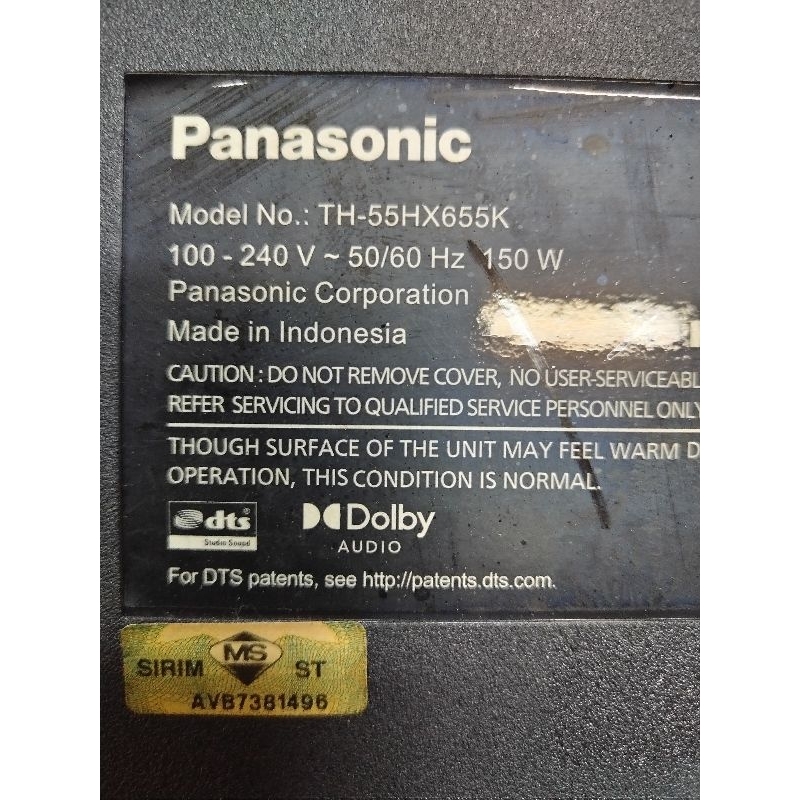 Panasonic
Model No.: TH-55HX655K
100 - 240 V ~ 50/60 Hz 150 W
Panasonic Corporation
Made in Indonesia
CAUTION : DO NOT REMOVE COVER, NO USER-SERVICEABL
REFER SERVICING TO QUALIFIED SERVICE PERSONNEL ONLY
THOUGH SURFACE OF THE UNIT MAY FEEL WARM D
OPERATION, THIS CONDITION IS NORMAL.
dts Dolby
Studio Sound AUDIO
For DTS patents, see http://patents.dts.com.
SIRIM MS ST
AVB7381496